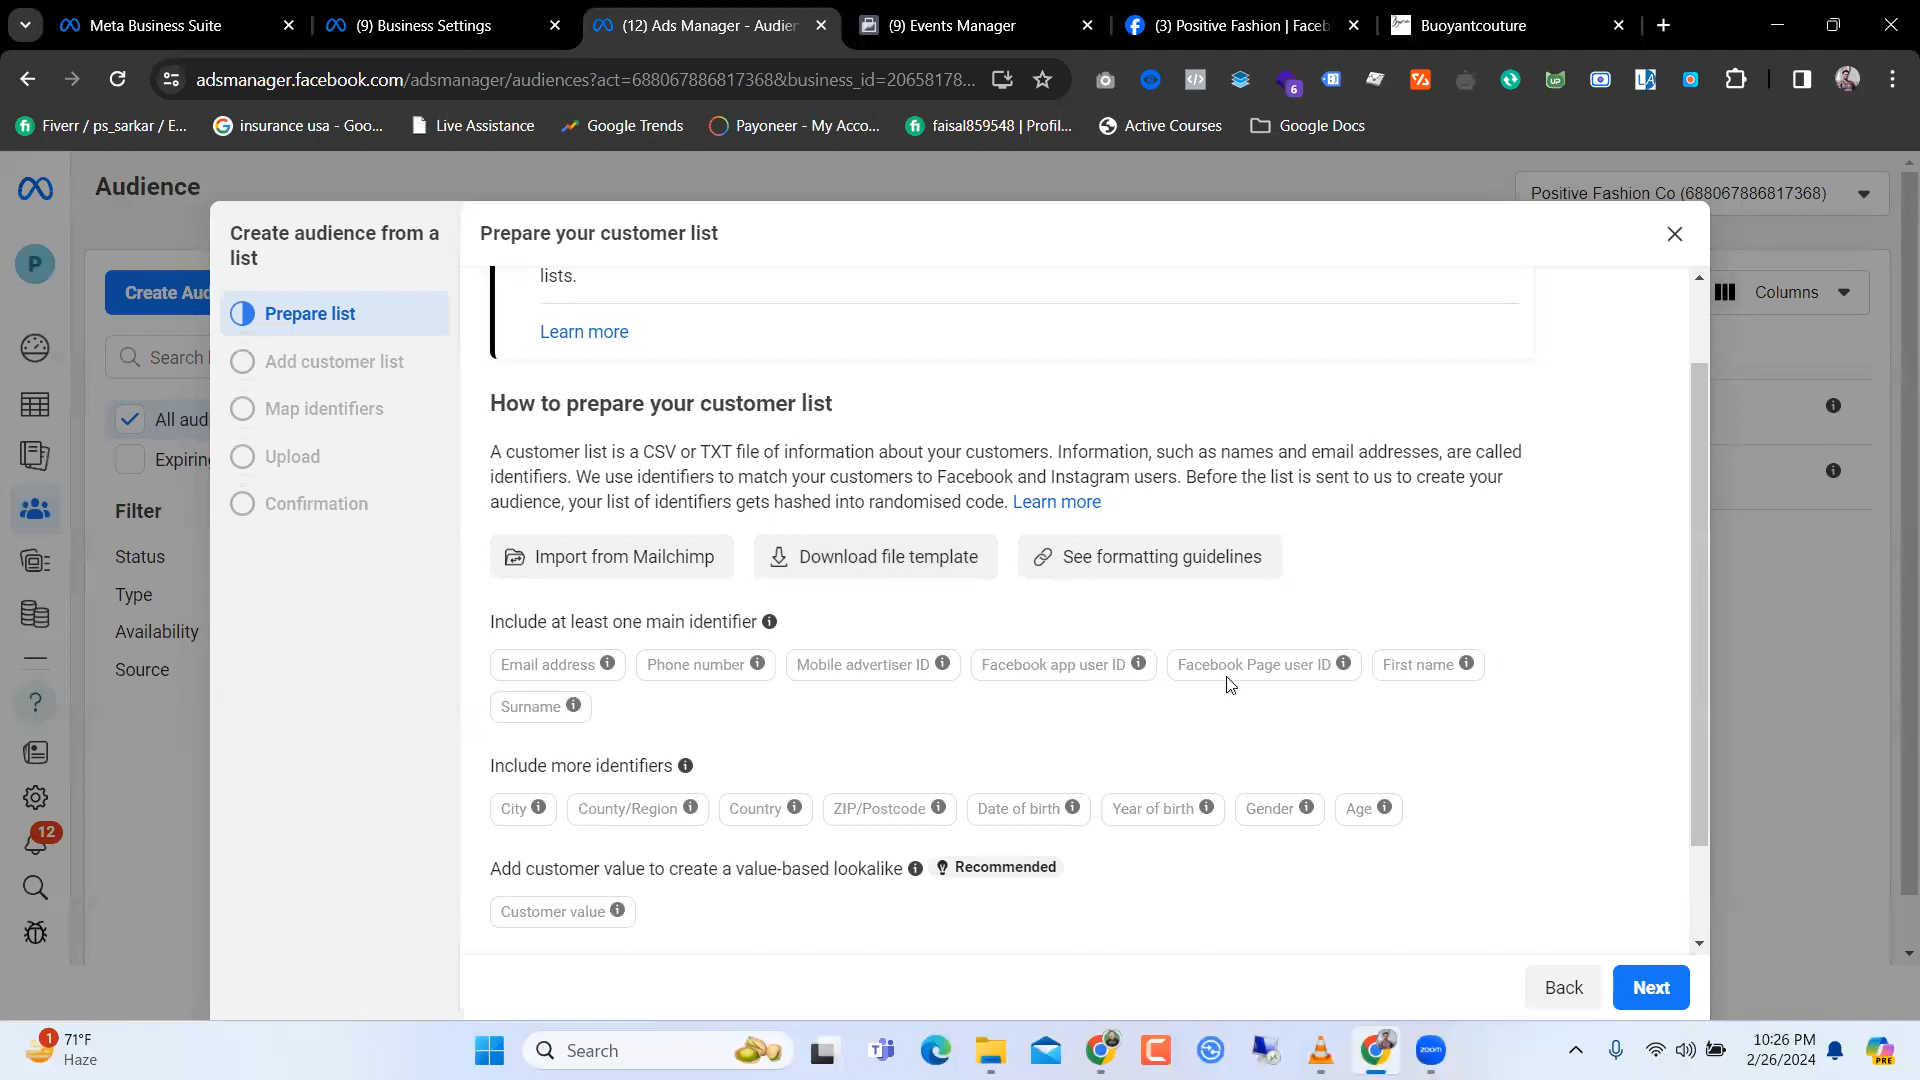 Meta Business Suite
(9) Business Settings
(12) Ads Manager - Audien
(9) Events Manager
(3) Positive Fashion | Faceb
Buoyantcouture
adsmanager.facebook.com/adsmanager/audiences?act=688067886817368&business_id=20658178...
6
Fiverr / ps_sarkar / E...
insurance usa - Goo...
Live Assistance
Google Trends
Payoneer - My Acco...
faisal859548 | Profil...
Active Courses
Google Docs
Audience
Positive Fashion Co (688067886817368)
P
Create Aud
Search
Columns
All aud
Expiring
Filter
Status
Type
Availability
Source
12
Create audience from a
list
Prepare list
Add customer list
Map identifiers
Upload
Confirmation
Prepare your customer list
lists.
Learn more
How to prepare your customer list
A customer list is a CSV or TXT file of information about your customers. Information, such as names and email addresses, are called
identifiers. We use identifiers to match your customers to Facebook and Instagram users. Before the list is sent to us to create your
audience, your list of identifiers gets hashed into randomised code. Learn more
Import from Mailchimp
Download file template
See formatting guidelines
Include at least one main identifier
Email address
Phone number
Mobile advertiser ID
Facebook app user ID
Facebook Page user ID
First name
Surname
Include more identifiers
City
County/Region
Country
ZIP/Postcode
Date of birth
Year of birth
Gender
Age
Add customer value to create a value-based lookalike
Recommended
Customer value
Back
Next
1
71°F
Haze
Search
zoom
10:26 PM
2/26/2024
PRE